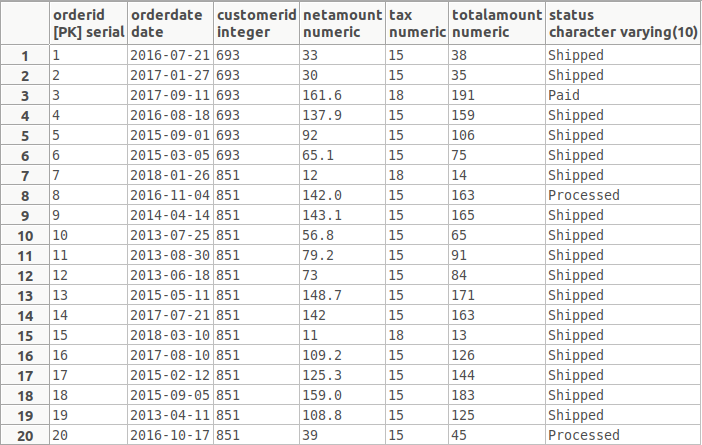 orderid orderdate customerid netamount tax totalamount status
[PK] serial date integer numeric numeric numeric character varying(10)
1 1 2016-07-21 693 33 15 38 Shipped
2 2 2017-01-27 693 30 15 35 Shipped
3 3 2017-09-11 693 161.6 18 191 Paid
4 4 2016-08-18 693 137.9 15 159 Shipped
5 5 2015-09-01 693 92 15 106 Shipped
6 6 2015-03-05 693 65.1 15 75 Shipped
7 7 2018-01-26 851 12 18 14 Shipped
8 8 2016-11-04 851 142.0 15 163 Processed
9 9 2014-04-14 851 143.1 15 165 Shipped
10 10 2013-07-25 851 56.8 15 65 Shipped
11 11 2013-08-30 851 79.2 15 91 Shipped
12 12 2013-06-18 851 73 15 84 Shipped
13 13 2015-05-11 851 148.7 15 171 Shipped
14 14 2017-07-21 851 142 15 163 Shipped
15 15 2018-03-10 851 11 18 13 Shipped
16 16 2017-08-10 851 109.2 15 126 Shipped
17 17 2015-02-12 851 125.3 15 144 Shipped
18 18 2015-09-05 851 159.0 15 183 Shipped
19 19 2013-04-11 851 108.8 15 125 Shipped
20 20 2016-10-17 851 39 15 45 Processed